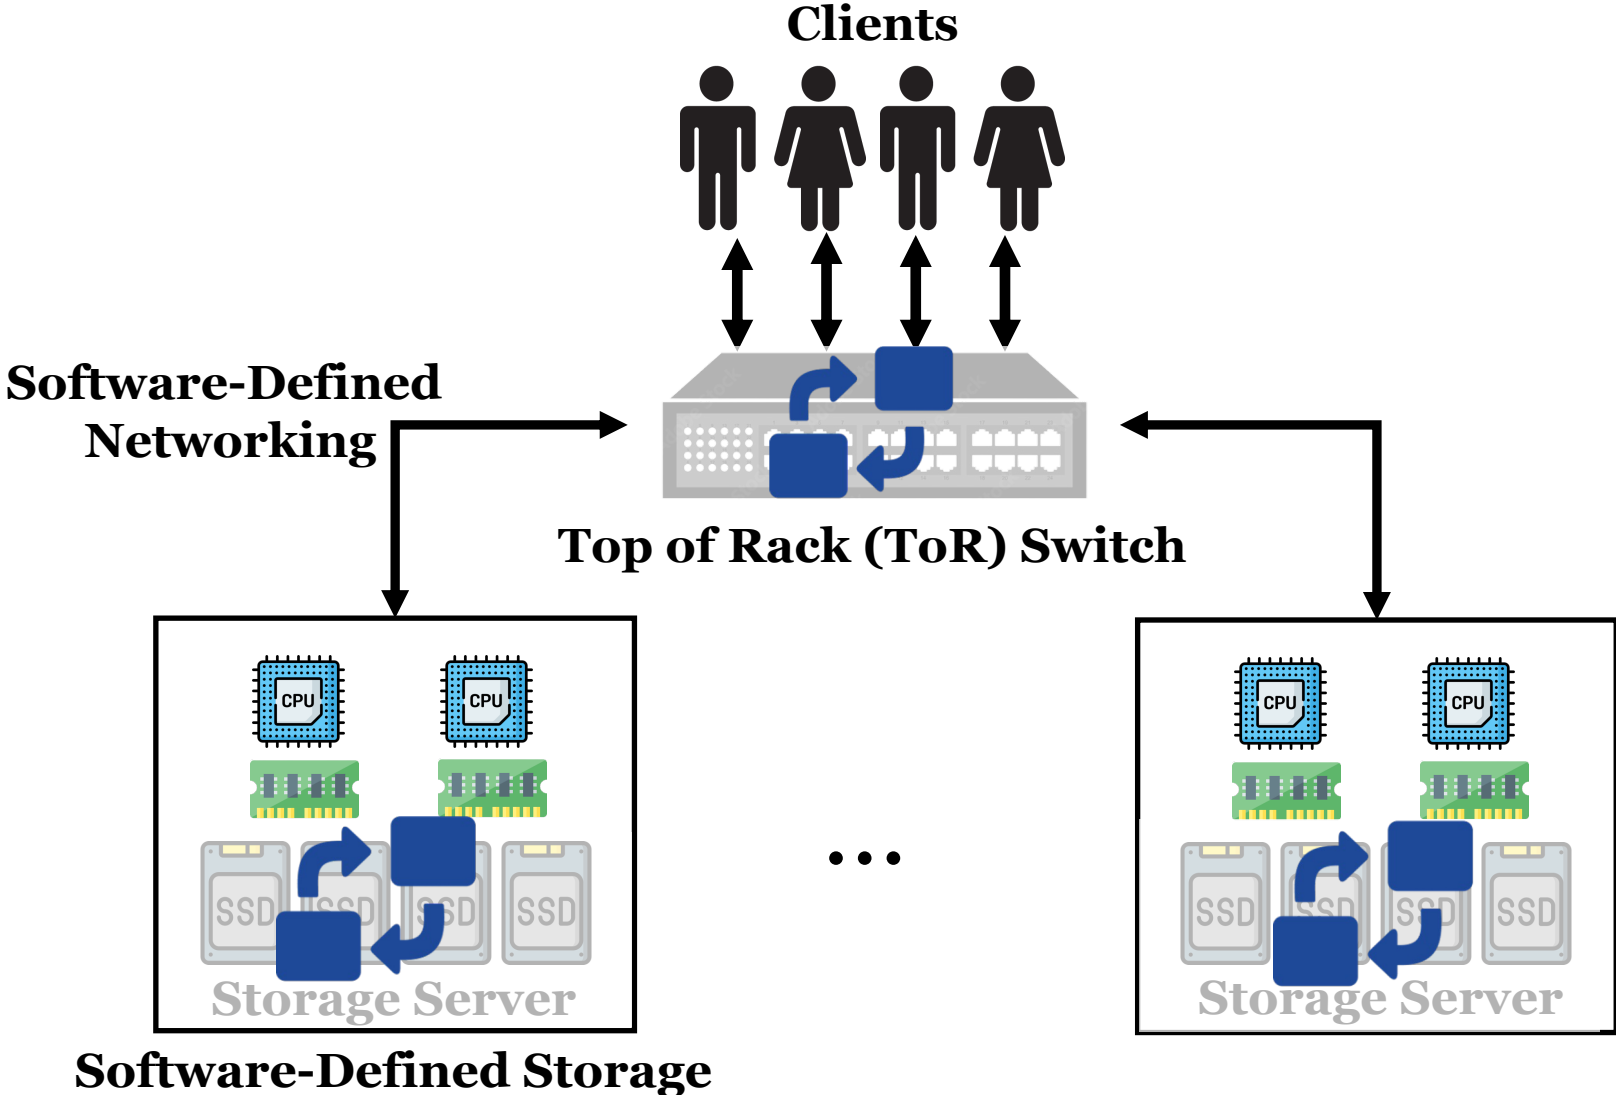 Clients
Software-Defined
Networking
Top of Rack (ToR) Switch
CPU
CPU
CPU
CPU
SSD
SSD
SSD
SSD
SSD
SSD
SSD
SSD
Storage Server
Storage Server
...
Software-Defined Storage